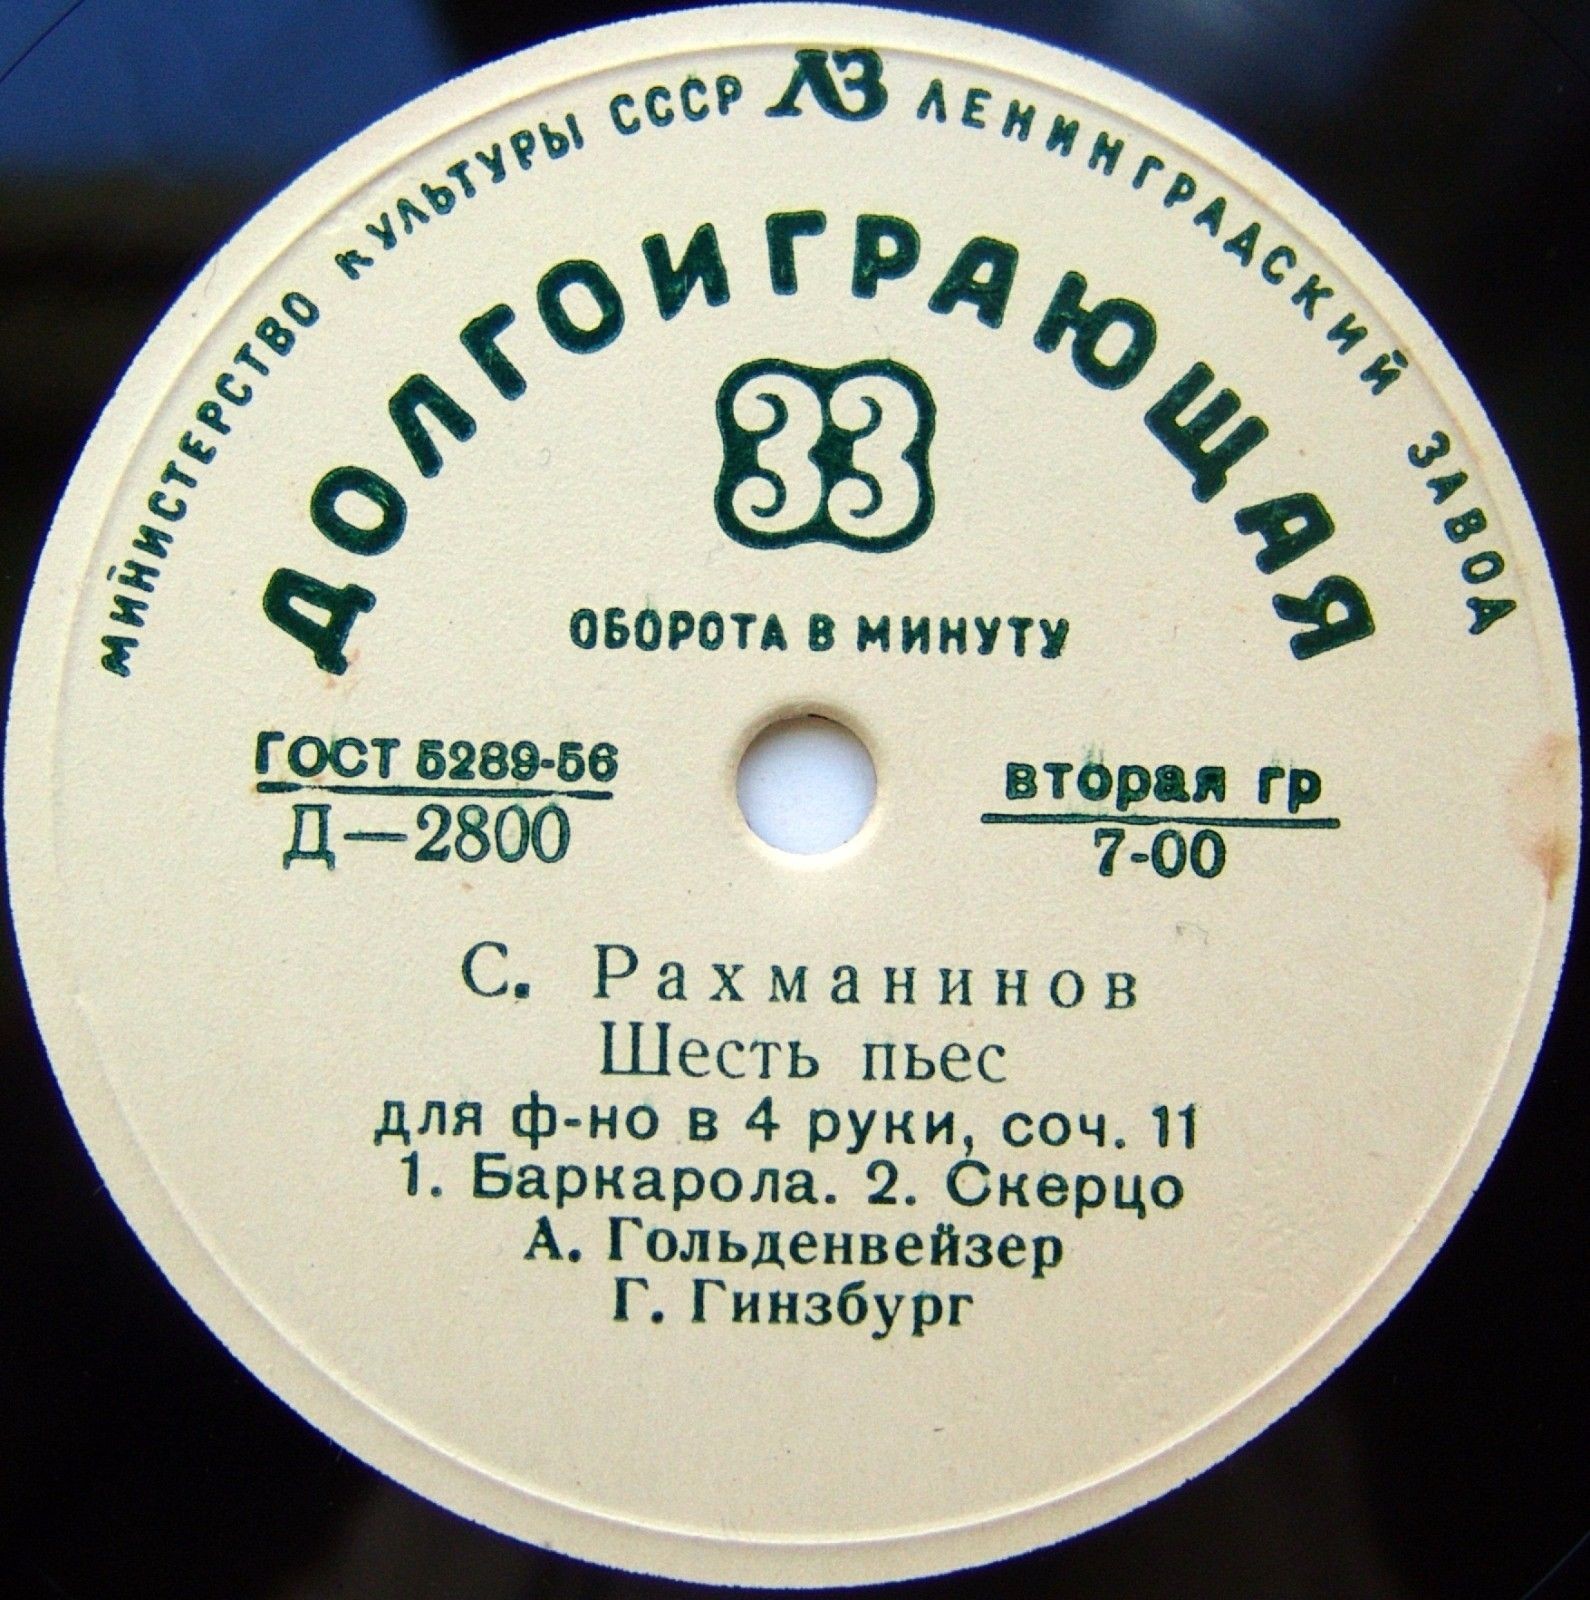 МИНИСТЕРСТВО КУЛЬТУРЫ СССР ЛЗ ЛЕНИНГРАДСКИЙ ЗАВОД
ДОЛГОИГРАЮЩАЯ
33
ОБОРОТА В МИНУТУ
ГОСТ 5289-56
Д—2800
вторая гр
7-00
С. Рахманинов
Шесть пьес
для ф-но в 4 руки, соч. 11
1. Баркарола. 2. Скерцо
А. Гольденвейзер
Г. Гинзбург